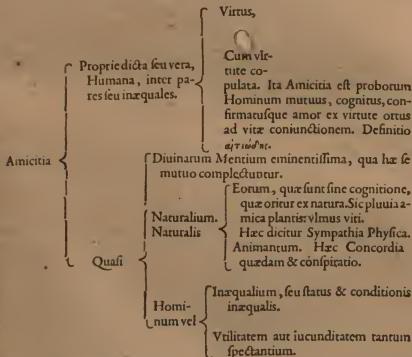 Virtus,
Cum vir-
tute co-
pulata. Ita Amicitia est proborum
Hominum mutuus, cognitus, con-
firmatusque amor ex virtute ortus
ad vitæ coniunctionem. Definitio
αἰτιώδης.
Proprie dicta seu vera,
Humana, inter pa-
res seu inæquales.
Amicitia
Quasi
Diuinarum Mentium eminentissima, qua hæ se
mutuo complectuntur.
Naturalium.
Naturalis
Eorum, quæ sunt sine cognitione,
quæ oritur ex natura. Sic pluuia a-
mica plantis: vlmus viti.
Hæc dicitur Sympathia Physica.
Animantum. Hæc Concordia
quædam & conspiratio.
Homi-
num vel
Inæqualium, seu status & conditionis
inæqualis.
Vtilitatem aut iucunditatem tantum
spectantium.